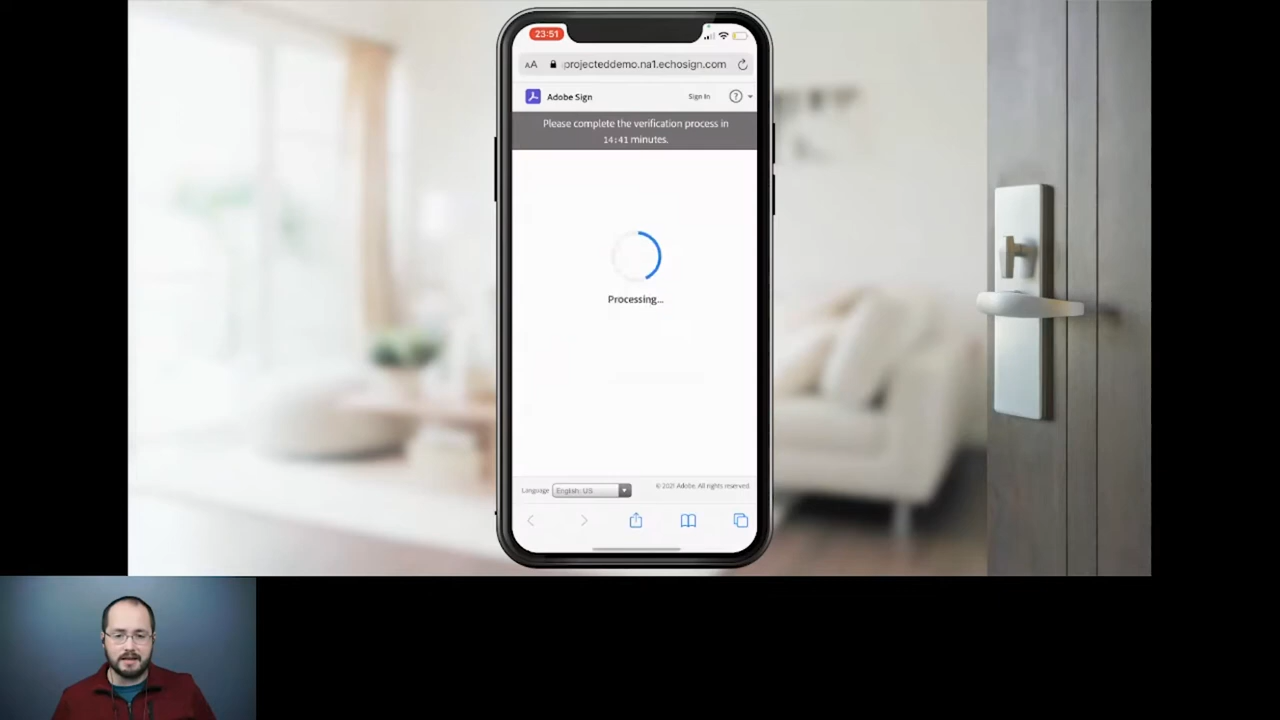 23:51
AA projecteddemo.na1.echosign.com
Adobe Sign Sign In ?
Please complete the verification process in
14:41 minutes.
Processing...
Language English: US © 2021 Adobe. All rights reserved.